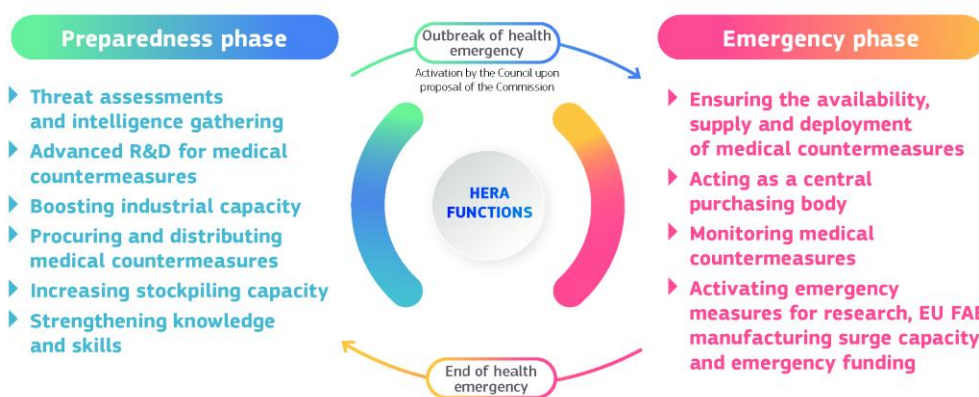 Preparedness phase
Threat assessments
and intelligence gathering
Advanced R&D for medical
countermeasures
Boosting industrial capacity
Procuring and distributing
medical countermeasures
Increasing stockpiling capacity
Strengthening knowledge
and skills
Outbreak of health
emergency
Activation by the Council upon
proposal of the Commission
HERA
FUNCTIONS
End of health
emergency
Emergency phase
Ensuring the availability,
supply and deployment
of medical countermeasures
Acting as a central
purchasing body
Monitoring medical
countermeasures
Activating emergency
measures for research, EU FAB
manufacturing surge capacity
and emergency funding